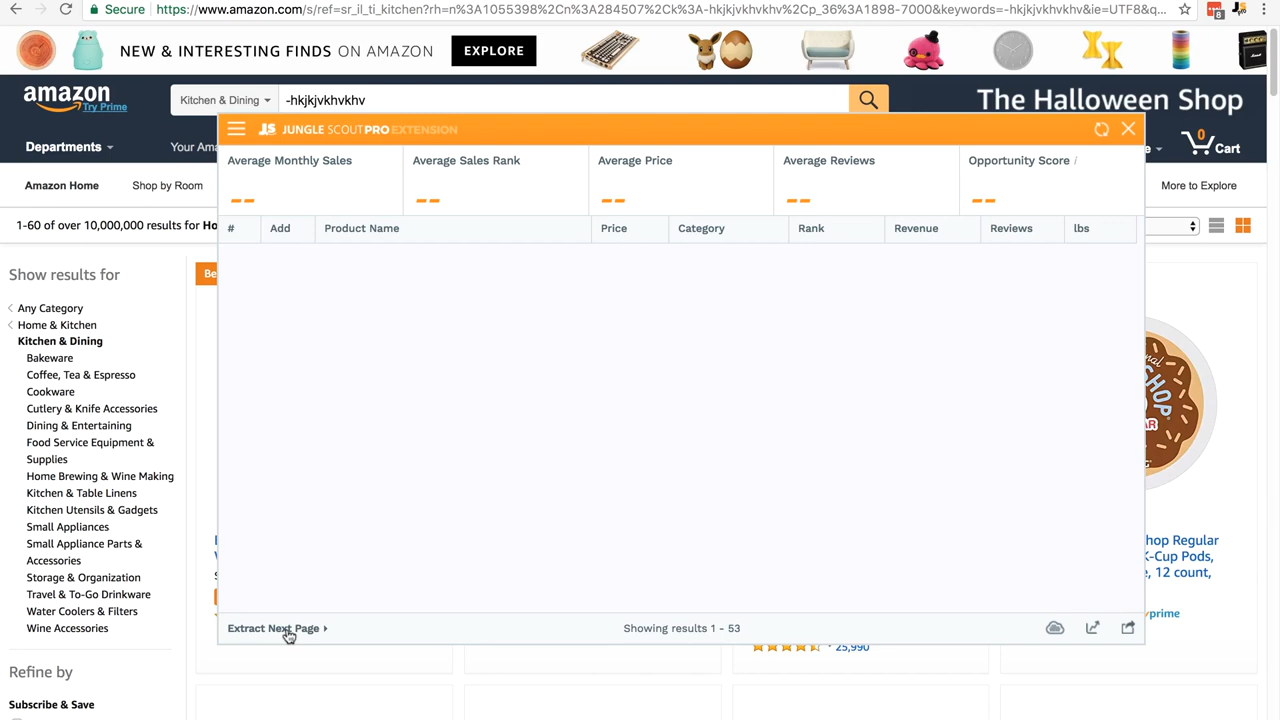 Secure https://www.amazon.com/s/ref=sr_il_ti_kitchen?rh=n%3A1055398%2Cn%3A284507%2Ck%3A-hkjkjvkhvkhv%2Cp_36%3A1898-7000&keywords=-hkjkjvkhvkhv&ie=UTF8&q...
8
NEW & INTERESTING FINDS ON AMAZON EXPLORE
amazon
Try Prime
Kitchen & Dining -hkjkjvkhvkhv
The Halloween Shop
Departments Your Ama
0
Cart
JS JUNGLE SCOUT PRO EXTENSION
Average Monthly Sales Average Sales Rank Average Price Average Reviews Opportunity Score i
-- -- -- -- --
Amazon Home Shop by Room More to Explore
1-60 of over 10,000,000 results for Ho
# Add Product Name Price Category Rank Revenue Reviews lbs
Show results for
Be
Any Category
Home & Kitchen
Kitchen & Dining
Bakeware
Coffee, Tea & Espresso
Cookware
Cutlery & Knife Accessories
Dining & Entertaining
Food Service Equipment &
Supplies
Home Brewing & Wine Making
Kitchen & Table Linens
Kitchen Utensils & Gadgets
Small Appliances
Small Appliance Parts &
Accessories
Storage & Organization
Travel & To-Go Drinkware
Water Coolers & Filters
Wine Accessories
hop Regular
K-Cup Pods,
e, 12 count,
prime
Extract Next Page Showing results 1 - 53
25,990
Refine by
Subscribe & Save